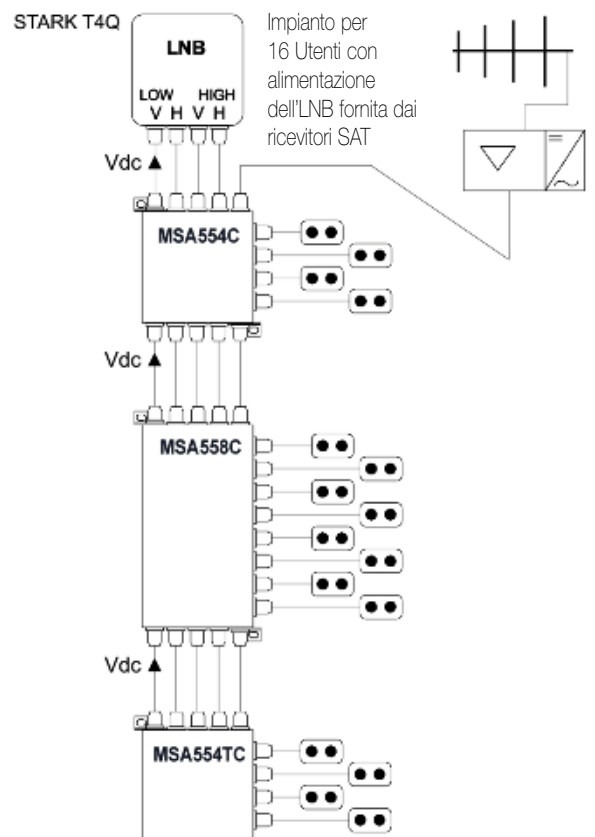 STARK T4Q
LNB
LOW HIGH
V H V H
Impianto per
16 Utenti con
alimentazione
dell'LNB fornita dai
ricevitori SAT
Vdc
MSA554C
Vdc
MSA558C
Vdc
MSA554TC